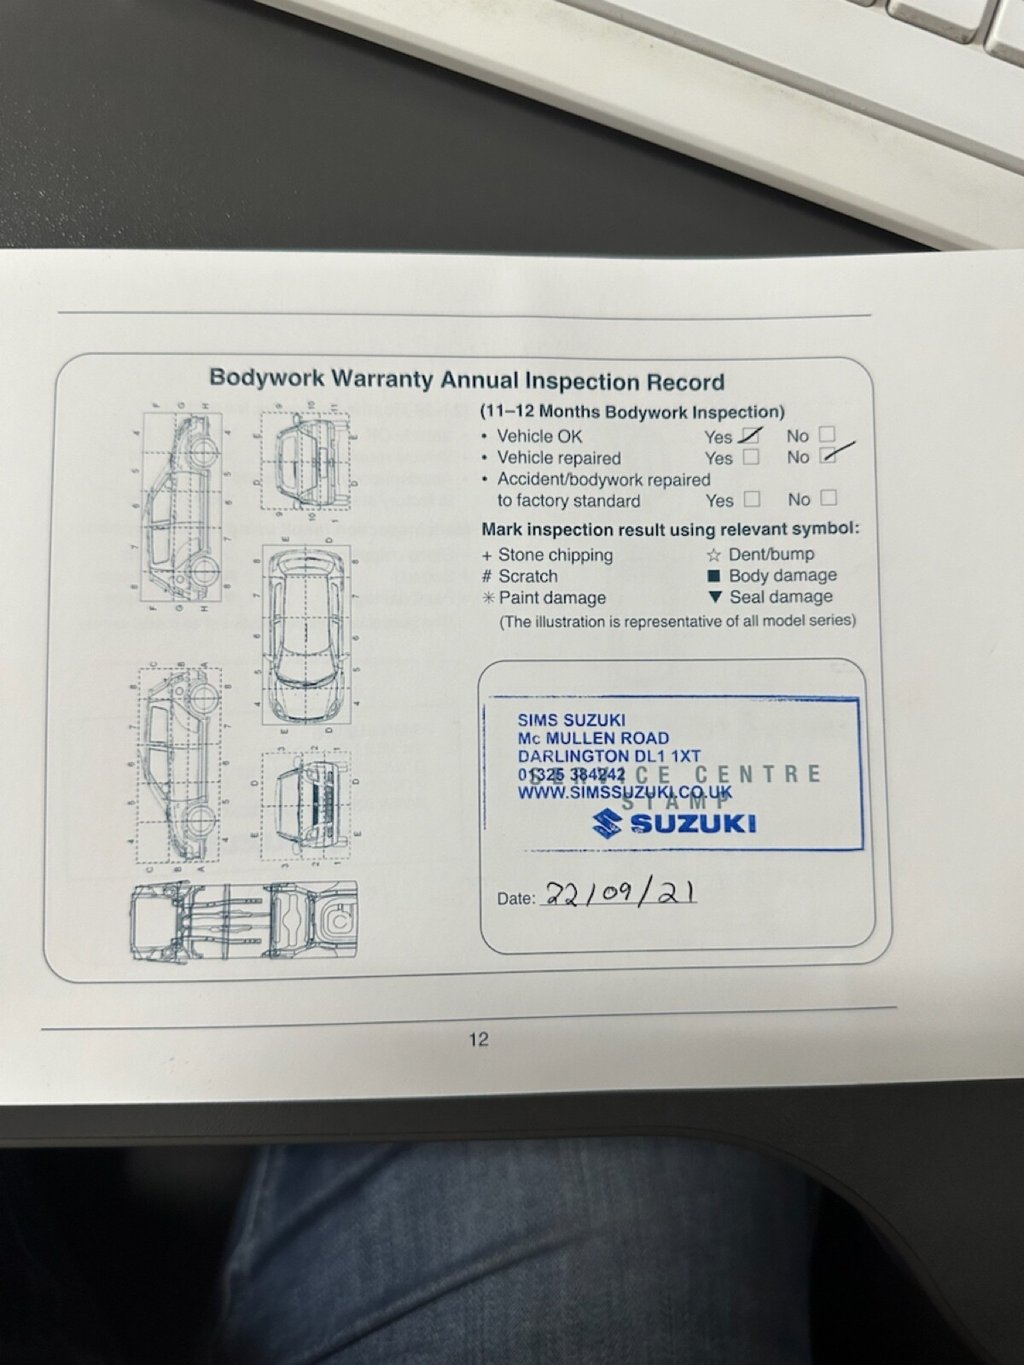 Bodywork Warranty Annual Inspection Record
(11–12 Months Bodywork Inspection)
• Vehicle OK Yes No
• Vehicle repaired Yes No
• Accident/bodywork repaired
to factory standard Yes No
Mark inspection result using relevant symbol:
+ Stone chipping ☆ Dent/bump
# Scratch ■ Body damage
✳ Paint damage ▼ Seal damage
(The illustration is representative of all model series)
SIMS SUZUKI
Mc MULLEN ROAD
DARLINGTON DL1 1XT
01325 384242
SERVICE CENTRE
WWW.SIMSSUZUKI.CO.UK
STAMP
SUZUKI
Date: 22/09/21
12